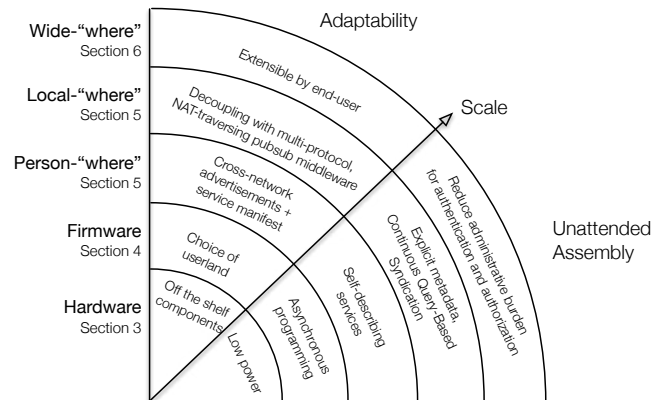 Adaptability
Wide-“where”
Section 6
Extensible by end-user
Scale
Local-“where”
Section 5
Decoupling with multi-protocol,
NAT-traversing pubsub middleware
Person-“where”
Section 5
Cross-network
advertisements +
service manifest
Reduce administrative burden
for authentication and authorization
Unattended
Assembly
Firmware
Section 4
Choice of
userland
Explicit metadata,
Continuous Query-Based
Syndication
Self-describing
services
Hardware
Section 3
Off the shelf
components
Asynchronous
programming
Low power